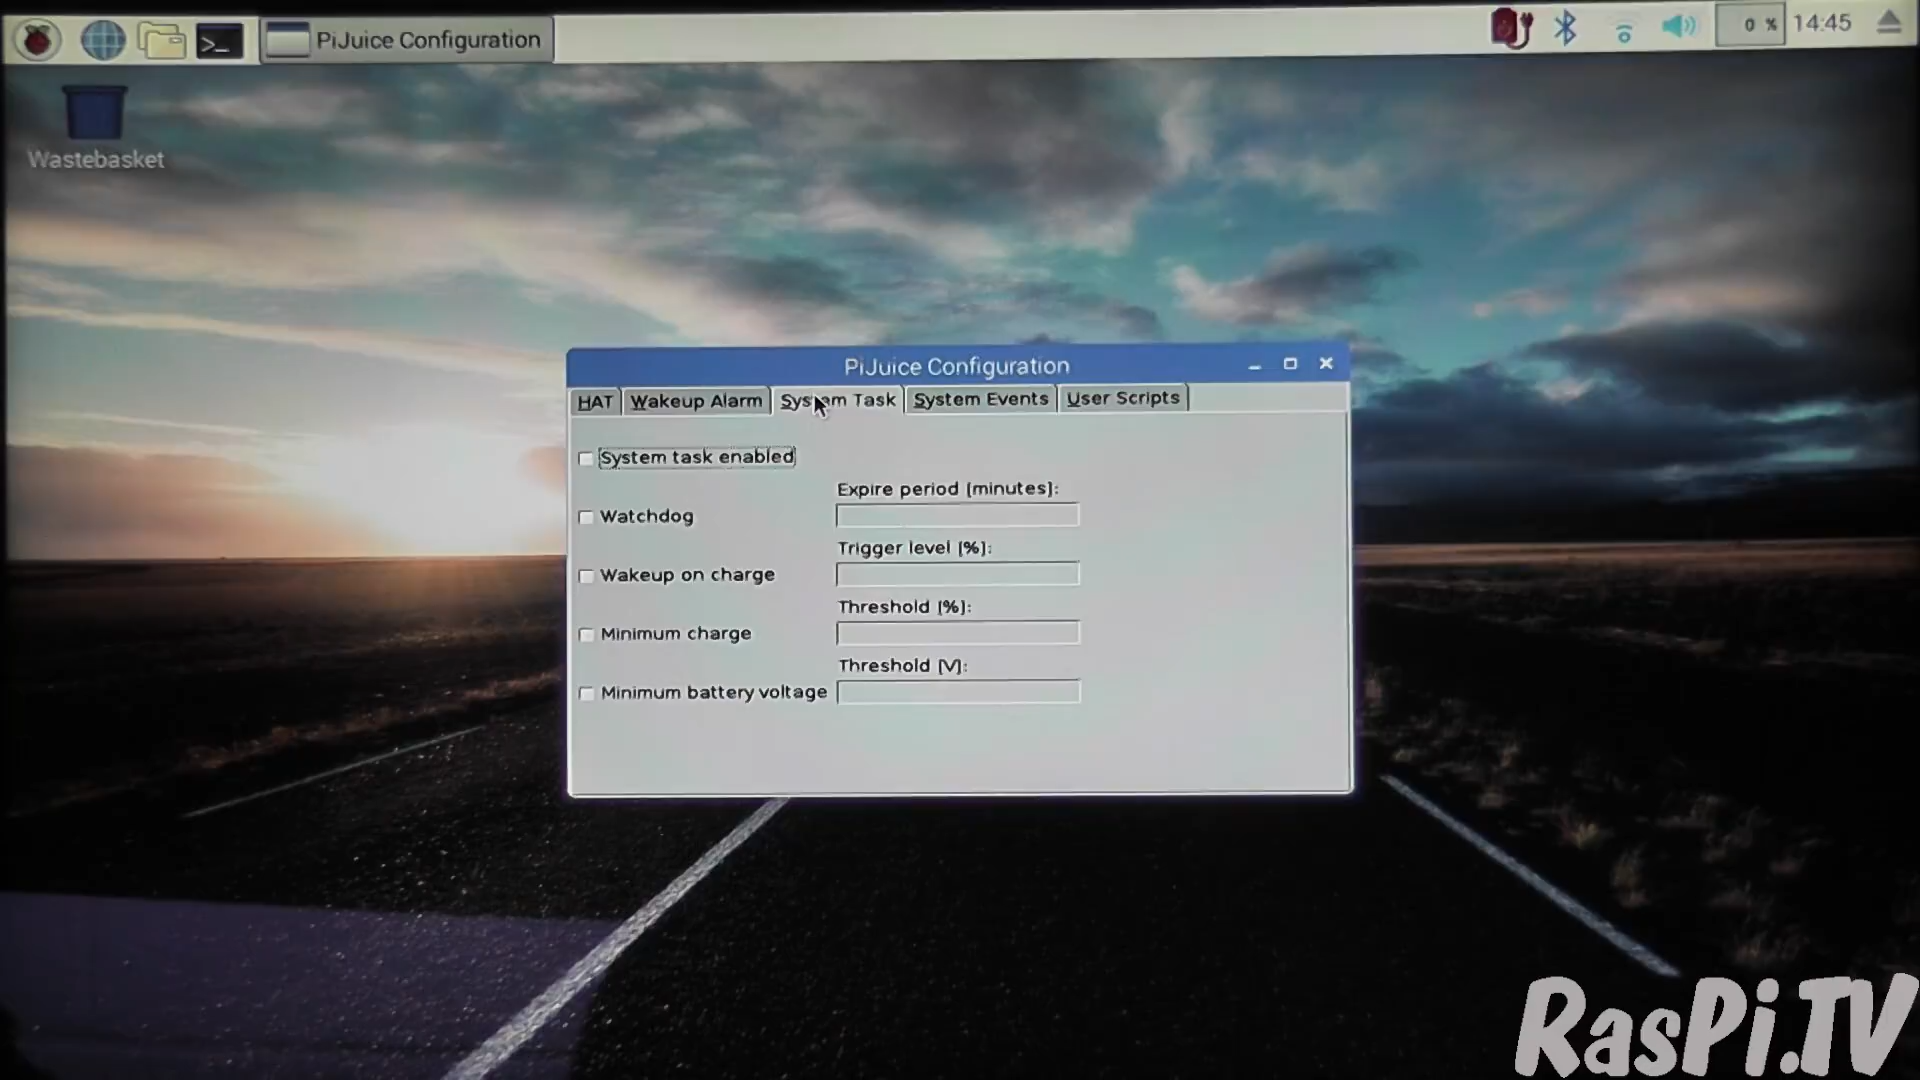 PiJuice Configuration
0 %
14:45
Wastebasket
PiJuice Configuration
HAT
Wakeup Alarm
System Task
System Events
User Scripts
System task enabled
Expire period [minutes]:
Watchdog
Trigger level [%]:
Wakeup on charge
Threshold [%]:
Minimum charge
Threshold [V]:
Minimum battery voltage
RasPi.TV